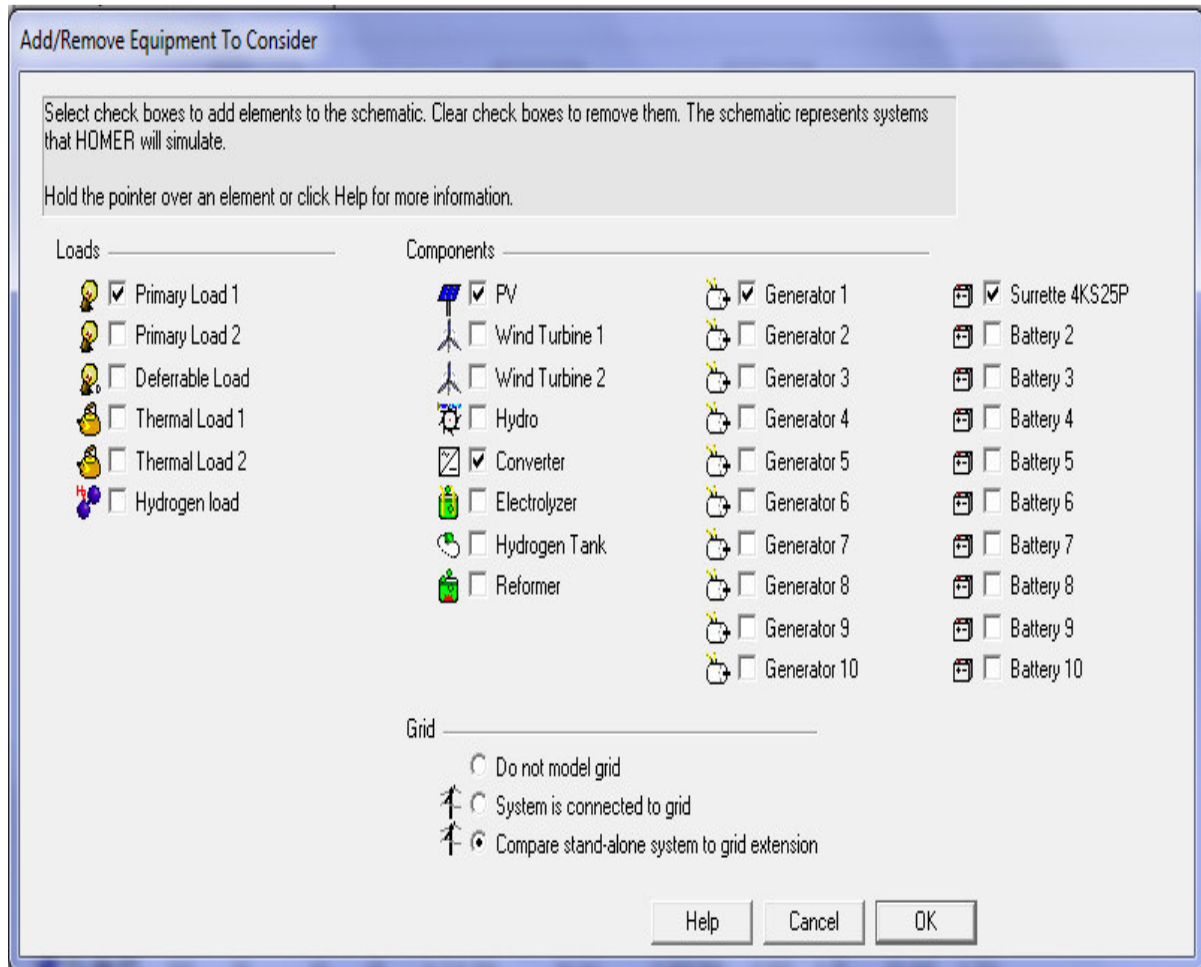 Add/Remove Equipment To Consider
Select check boxes to add elements to the schematic. Clear check boxes to remove them. The schematic represents systems
that HOMER will simulate.
Hold the pointer over an element or click Help for more information.
Loads
Primary Load 1
Primary Load 2
Deferrable Load
Thermal Load 1
Thermal Load 2
Hydrogen load
Components
PV
Wind Turbine 1
Wind Turbine 2
Hydro
Converter
Electrolyzer
Hydrogen Tank
Reformer
Generator 1
Generator 2
Generator 3
Generator 4
Generator 5
Generator 6
Generator 7
Generator 8
Generator 9
Generator 10
Surrette 4KS25P
Battery 2
Battery 3
Battery 4
Battery 5
Battery 6
Battery 7
Battery 8
Battery 9
Battery 10
Grid
Do not model grid
System is connected to grid
Compare stand-alone system to grid extension
Help
Cancel
OK